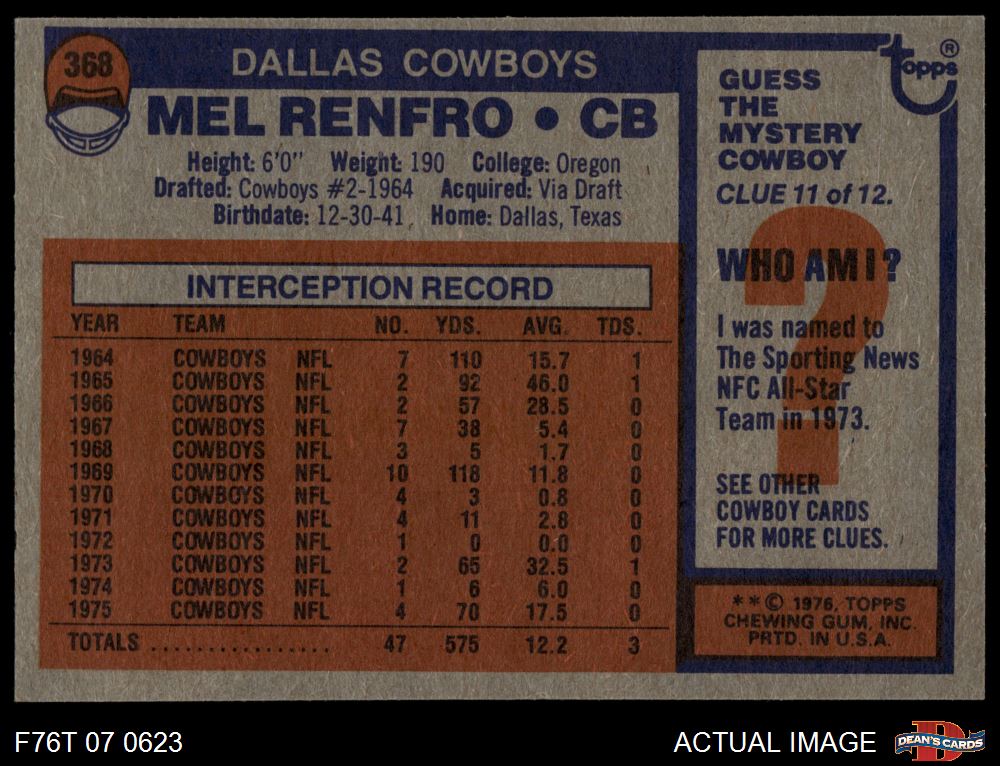 368
DALLAS COWBOYS
MEL RENFRO • CB
Height: 6'0" Weight: 190 College: Oregon
Drafted: Cowboys #2-1964 Acquired: Via Draft
Birthdate: 12-30-41 Home: Dallas, Texas
INTERCEPTION RECORD
YEAR TEAM NO. YDS. AVG. TDS.
1964 COWBOYS NFL 7 110 15.7 1
1965 COWBOYS NFL 2 92 46.0 1
1966 COWBOYS NFL 2 57 28.5 0
1967 COWBOYS NFL 7 38 5.4 0
1968 COWBOYS NFL 3 5 1.7 0
1969 COWBOYS NFL 10 118 11.8 0
1970 COWBOYS NFL 4 3 0.8 0
1971 COWBOYS NFL 4 11 2.8 0
1972 COWBOYS NFL 1 0 0.0 0
1973 COWBOYS NFL 2 65 32.5 1
1974 COWBOYS NFL 1 6 6.0 0
1975 COWBOYS NFL 4 70 17.5 0
TOTALS ................ 47 575 12.2 3
topps ®
GUESS
THE
MYSTERY
COWBOY
CLUE 11 of 12.
?
WHO AM I?
I was named to
The Sporting News
NFC All-Star
Team in 1973.
SEE OTHER
COWBOY CARDS
FOR MORE CLUES.
**© 1976, TOPPS
CHEWING GUM, INC.
PRTD. IN U.S.A.
F76T 07 0623
ACTUAL IMAGE
D
DEAN'S CARDS